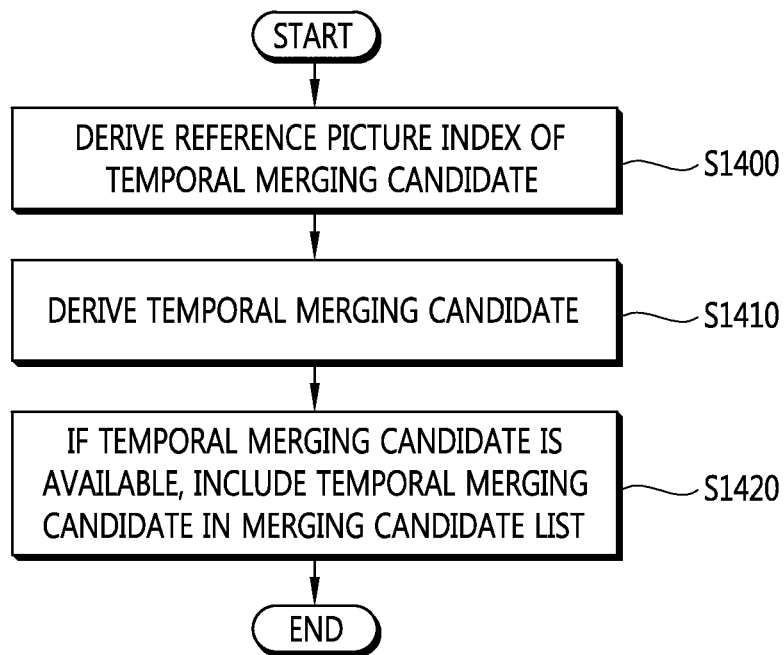 START
DERIVE REFERENCE PICTURE INDEX OF
TEMPORAL MERGING CANDIDATE
S1400
DERIVE TEMPORAL MERGING CANDIDATE
S1410
IF TEMPORAL MERGING CANDIDATE IS
AVAILABLE, INCLUDE TEMPORAL MERGING
CANDIDATE IN MERGING CANDIDATE LIST
S1420
END